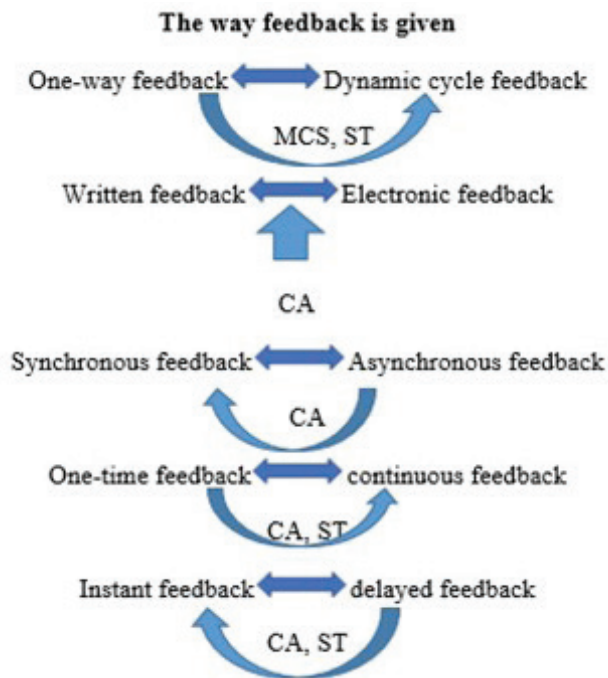 The way feedback is given
One-way feedback Dynamic cycle feedback
MCS, ST
Written feedback Electronic feedback
CA
Synchronous feedback Asynchronous feedback
CA
One-time feedback continuous feedback
CA, ST
Instant feedback delayed feedback
CA, ST